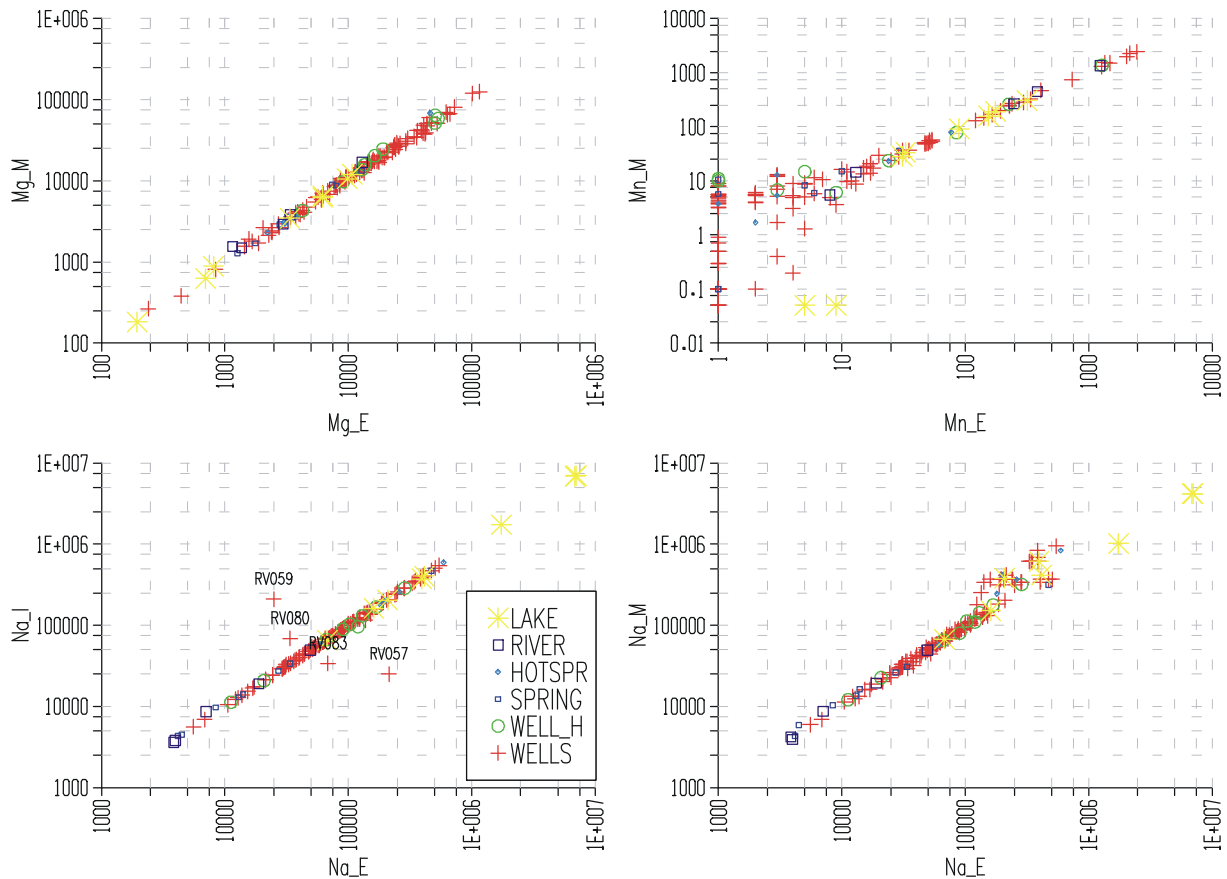 1E+006
100000
10000
1000
100
Mg_M
100
1000
10000
100000
1E+006
Mg_E
10000
1000
100
10
1
0.1
0.01
Mn_M
1
10
100
1000
10000
Mn_E
1E+007
1E+006
100000
10000
1000
Na_I
RV059
RV080
RV083
RV057
LAKE
RIVER
HOTSPR
SPRING
WELL_H
WELLS
1000
10000
100000
1E+006
1E+007
Na_E
1E+007
1E+006
100000
10000
1000
Na_M
1000
10000
100000
1E+006
1E+007
Na_E